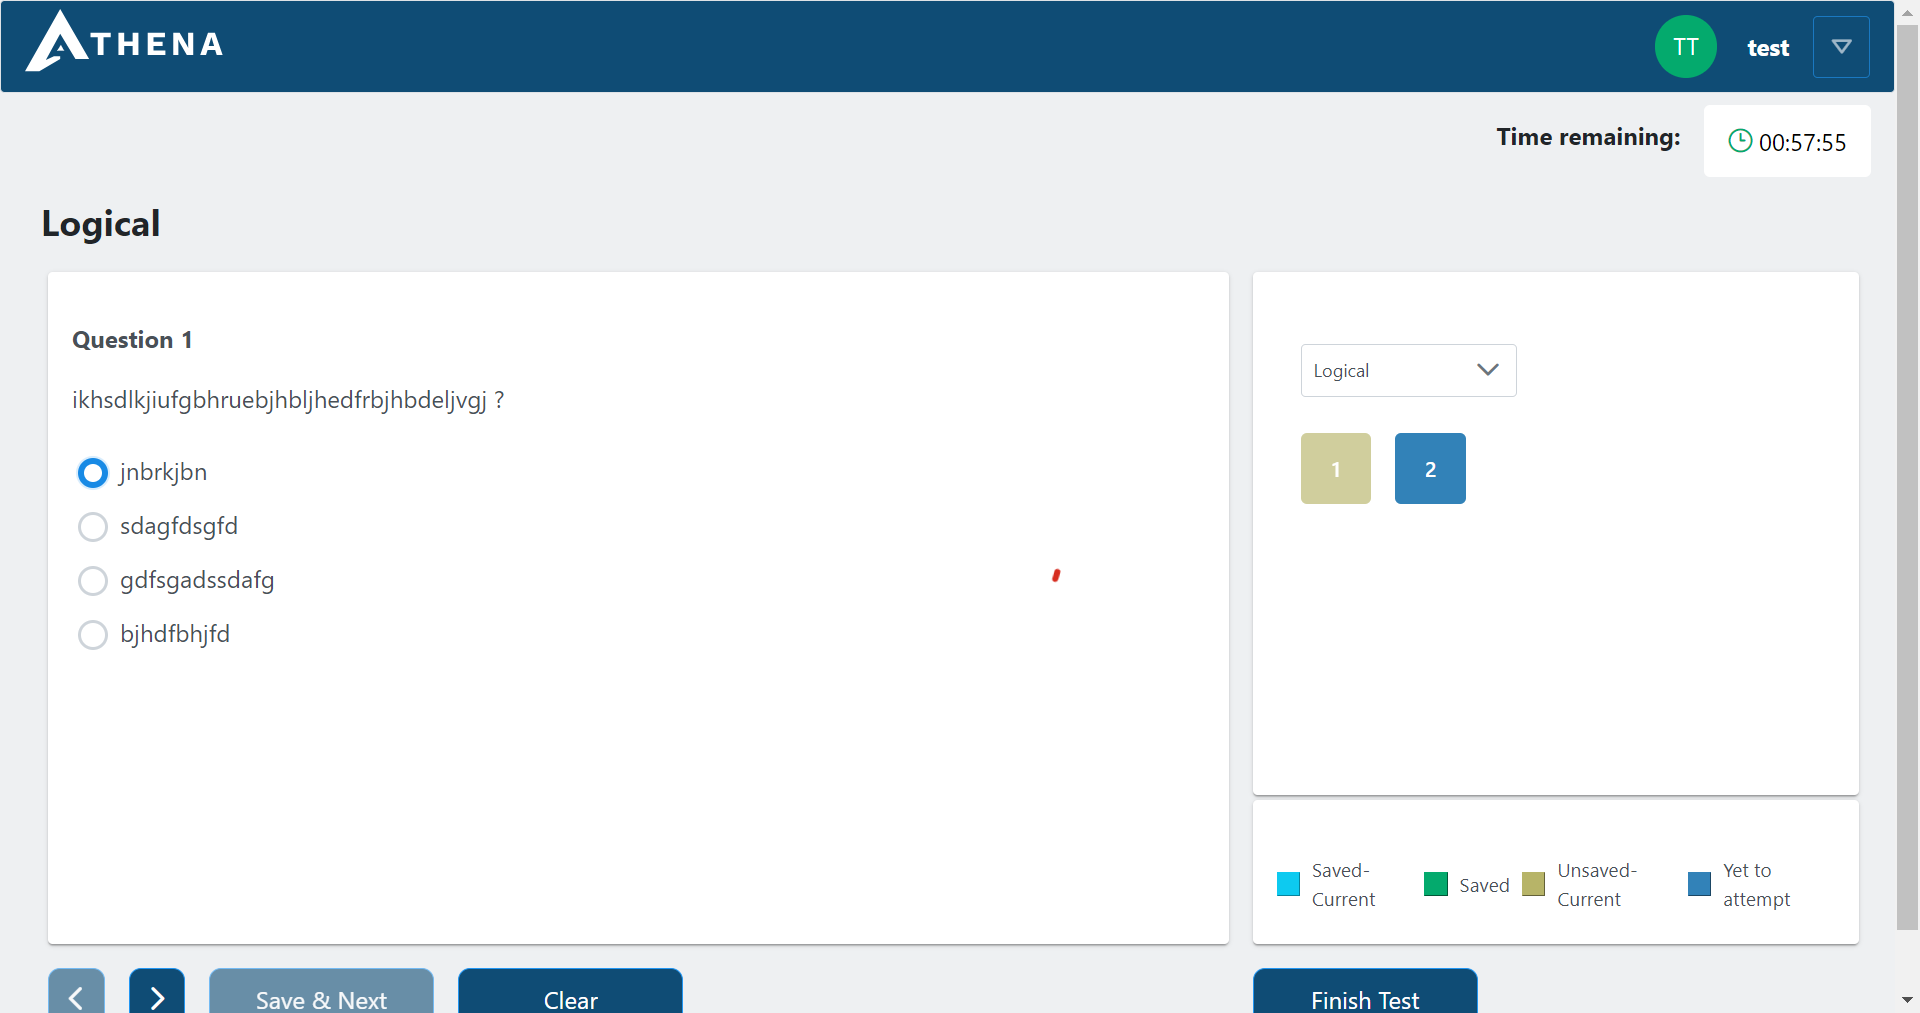 ATHENA
TT
test
Time remaining:
00:57:55
Logical
Question 1
ikhsdlkjiufgbhruebjhbljhedfrbjhbdeljvgj ?
jnbrkjbn
sdagfdsgfd
gdfsgadssdafg
bjhdfbhjfd
Logical
1
2
Saved-
Current
Saved
Unsaved-
Current
Yet to
attempt
Save & Next
Clear
Finish Test